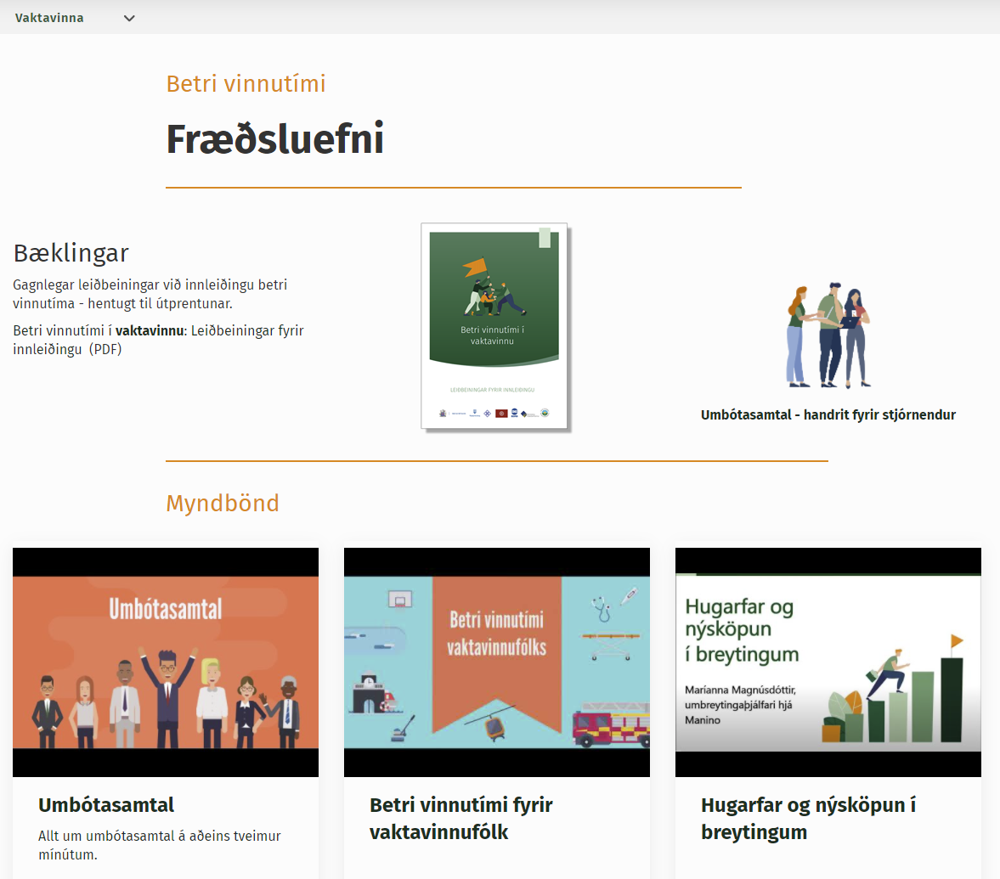 Vaktavinna
Betri vinnutími
Fræðsluefni
Bæklingar
Gagnlegar leiðbeiningar við innleiðingu betri
vinnutíma - hentugt til útprentunar.
Betri vinnutími í vaktavinnu: Leiðbeiningar fyrir
innleiðingu (PDF)
Betri vinnutími í
vaktavinnu
LEIÐBEININGAR FYRIR INNLEIÐINGU
Umbótasamtal - handrit fyrir stjórnendur
Myndbönd
Umbótasamtal
Betri vinnutími
vaktavinnufólks
Hugarfar og
nýsköpun
í breytingum
Maríanna Magnúsdóttir,
umbreytingaþjálfari hjá
Manino
Umbótasamtal
Allt um umbótasamtal á aðeins tveimur
mínútum.
Betri vinnutími fyrir
vaktavinnufólk
Hugarfar og nýsköpun í
breytingum